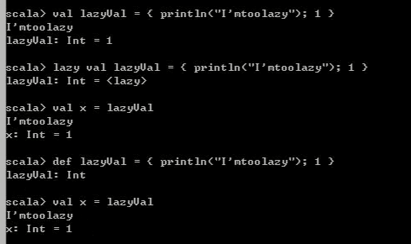 scala> val lazyVal = { println("I'mtoolazy"); 1 }
I'mtoolazy
lazyVal: Int = 1
scala> lazy val lazyVal = { println("I'mtoolazy"); 1 }
lazyVal: Int = <lazy>
scala> val x = lazyVal
I'mtoolazy
x: Int = 1
scala> def lazyVal = { println("I'mtoolazy"); 1 }
lazyVal: Int
scala> val x = lazyVal
I'mtoolazy
x: Int = 1